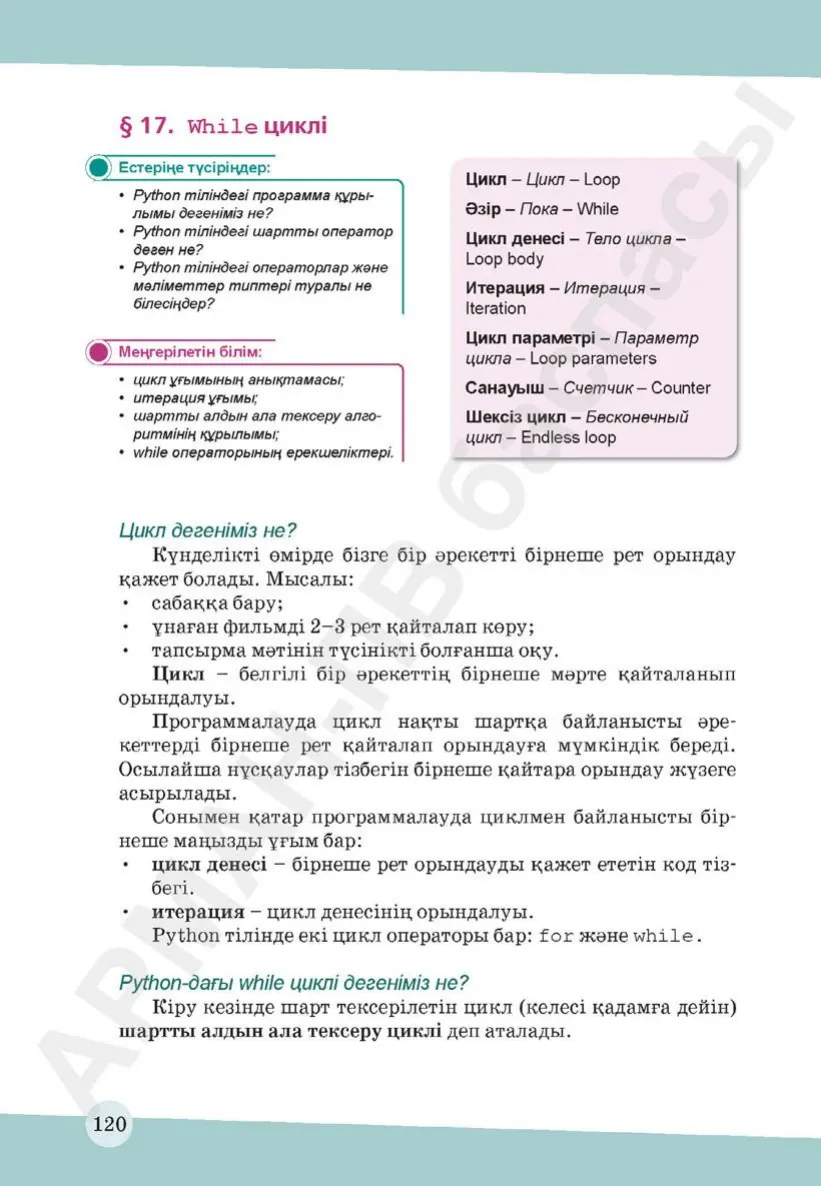 § 17. While циклі
Естеріңе түсіріңдер:
• Python тіліндегі программа құры-
лымы дегеніміз не?
• Python тіліндегі шартты оператор
деген не?
• Python тіліндегі операторлар және
мәліметтер типтері туралы не
білесіңдер?
Меңгерілетін білім:
• цикл ұғымының анықтамасы;
• итерация ұғымы;
• шартты алдын ала тексеру алго-
ритмінің құрылымы;
• while операторының ерекшеліктері.
Цикл – Цикл – Loop
Әзір – Пока – While
Цикл денесі – Тело цикла –
Loop body
Итерация – Итерация –
Iteration
Цикл параметрі – Параметр
цикла – Loop parameters
Санауыш – Счетчик – Counter
Шексіз цикл – Бесконечный
цикл – Endless loop
Цикл дегеніміз не?
Күнделікті өмірде бізге бір әрекетті бірнеше рет орындау
қажет болады. Мысалы:
• сабаққа бару;
• ұнаған фильмді 2–3 рет қайталап көру;
• тапсырма мәтінін түсінікті болғанша оқу.
Цикл – белгілі бір әрекеттің бірнеше мәрте қайталанып
орындалуы.
Программалауда цикл нақты шартқа байланысты әре-
кеттерді бірнеше рет қайталап орындауға мүмкіндік береді.
Осылайша нұсқаулар тізбегін бірнеше қайтара орындау жүзеге
асырылады.
Сонымен қатар программалауда циклмен байланысты бір-
неше маңызды ұғым бар:
• цикл денесі – бірнеше рет орындауды қажет ететін код тіз-
бегі.
• итерация – цикл денесінің орындалуы.
Python тілінде екі цикл операторы бар: for және while.
Python-дағы while циклі дегеніміз не?
Кіру кезінде шарт тексерілетін цикл (келесі қадамға дейін)
шартты алдын ала тексеру циклі деп аталады.
120
АРМАН-ПВ баспасы